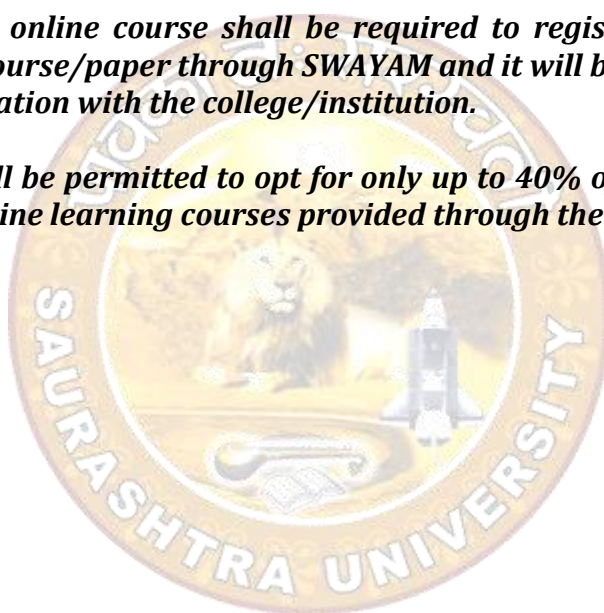 online course shall be required to regis
ourse/paper through SWAYAM and it will b
ation with the college/institution.
ll be permitted to opt for only up to 40% o
ine learning courses provided through the
SAURASHTRA UNIVERSITY